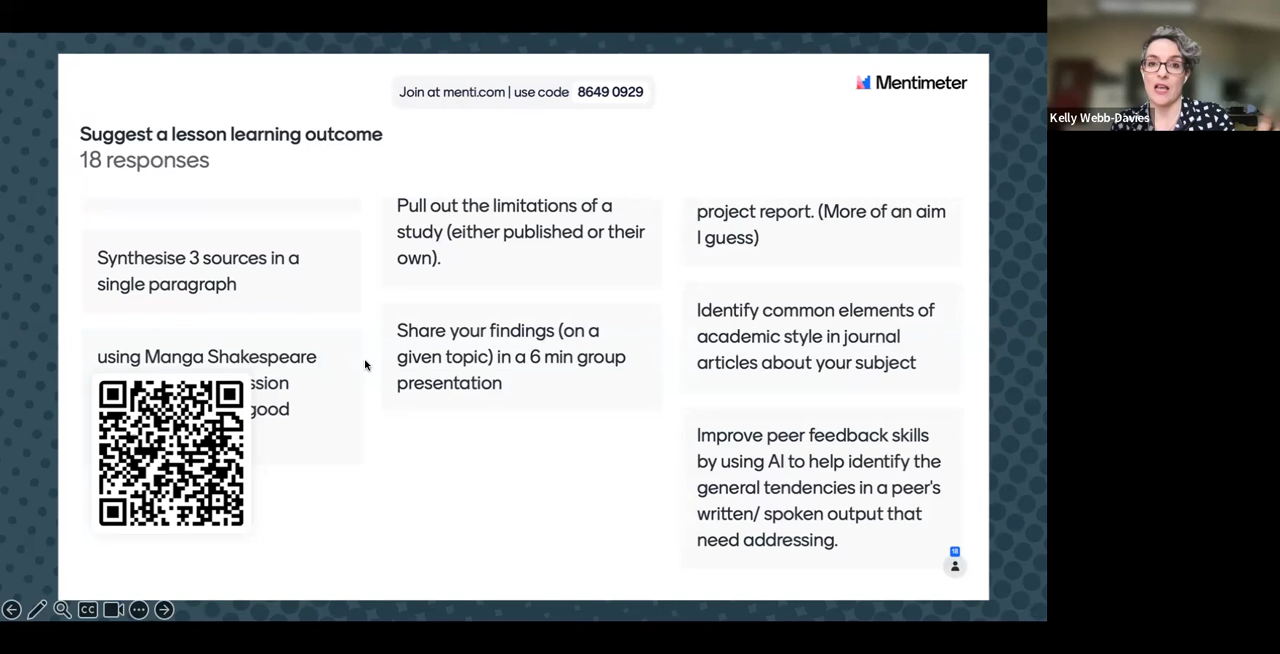 Join at menti.com | use code 8649 0929
Mentimeter
Kelly Webb-Davies
Suggest a lesson learning outcome
18 responses
Synthesise 3 sources in a
single paragraph
using Manga Shakespeare
ssion
good
Pull out the limitations of a
study (either published or their
own).
Share your findings (on a
given topic) in a 6 min group
presentation
project report. (More of an aim
I guess)
Identify common elements of
academic style in journal
articles about your subject
Improve peer feedback skills
by using AI to help identify the
general tendencies in a peer's
written/ spoken output that
need addressing.
18
CC